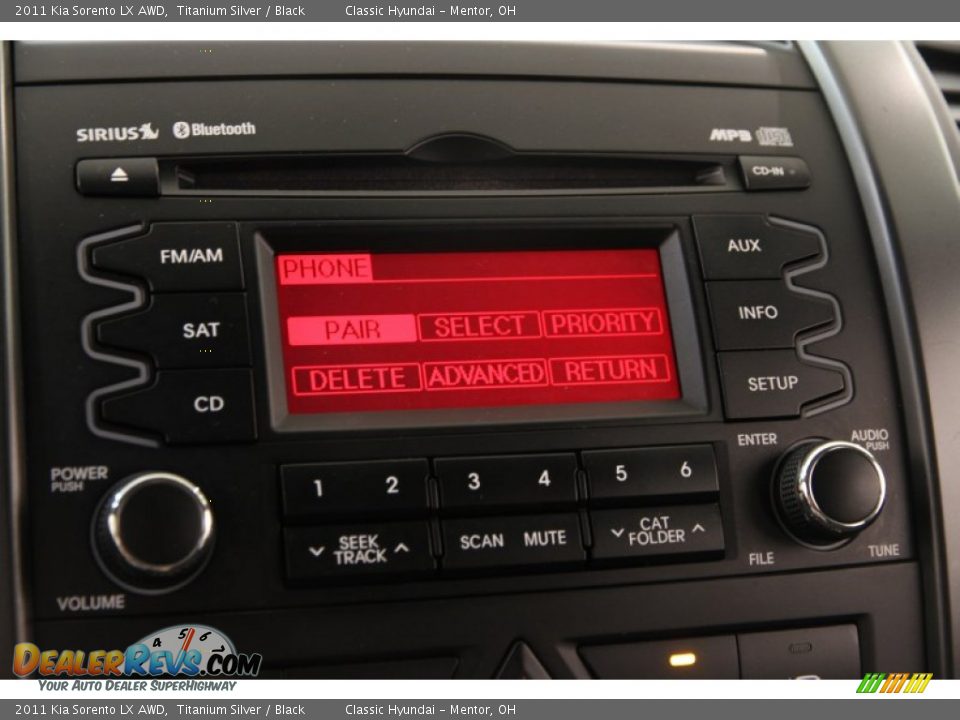 2011 Kia Sorento LX AWD, Titanium Silver / Black Classic Hyundai - Mentor, OH
SIRIUS Bluetooth MP3
CD-IN
FM/AM
AUX
PHONE
PAIR SELECT PRIORITY
DELETE ADVANCED RETURN
SAT
INFO
CD
SETUP
ENTER AUDIO
PUSH
POWER
PUSH
1 2 3 4 5 6
SEEK
TRACK
SCAN MUTE
CAT
FOLDER
FILE TUNE
VOLUME
4 5 6
DEALERREVS.COM
YOUR AUTO DEALER SUPERHIGHWAY
2011 Kia Sorento LX AWD, Titanium Silver / Black Classic Hyundai - Mentor, OH